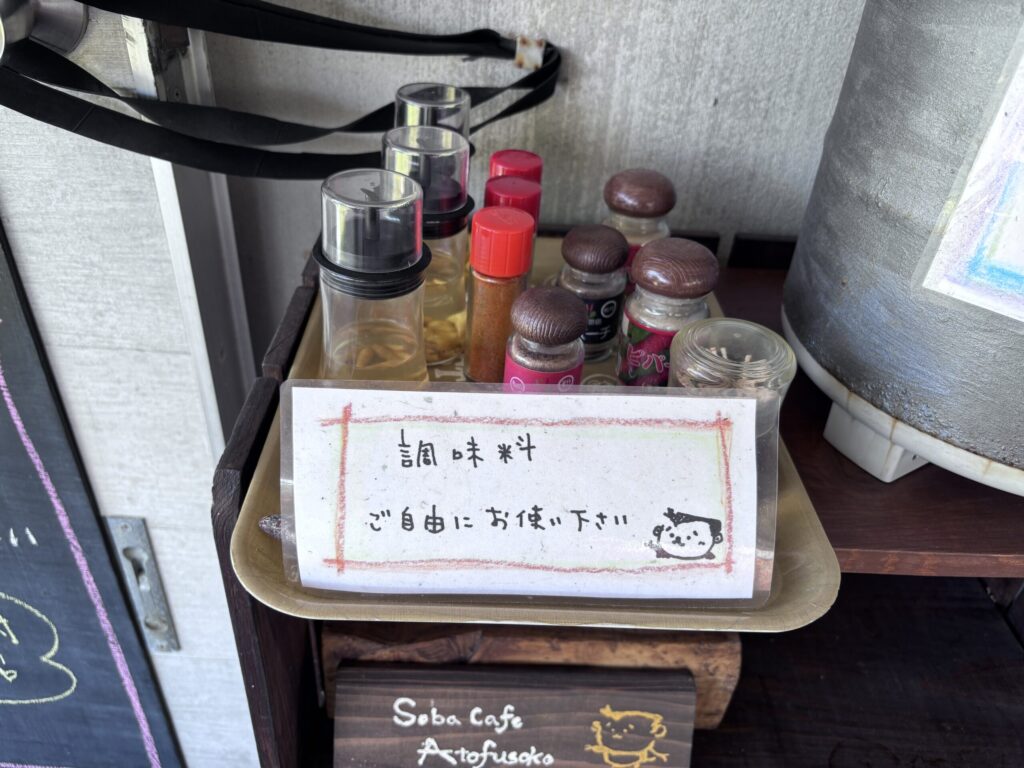 調味料
ご自由にお使い下さい
Soba Cafe
Atofusoko